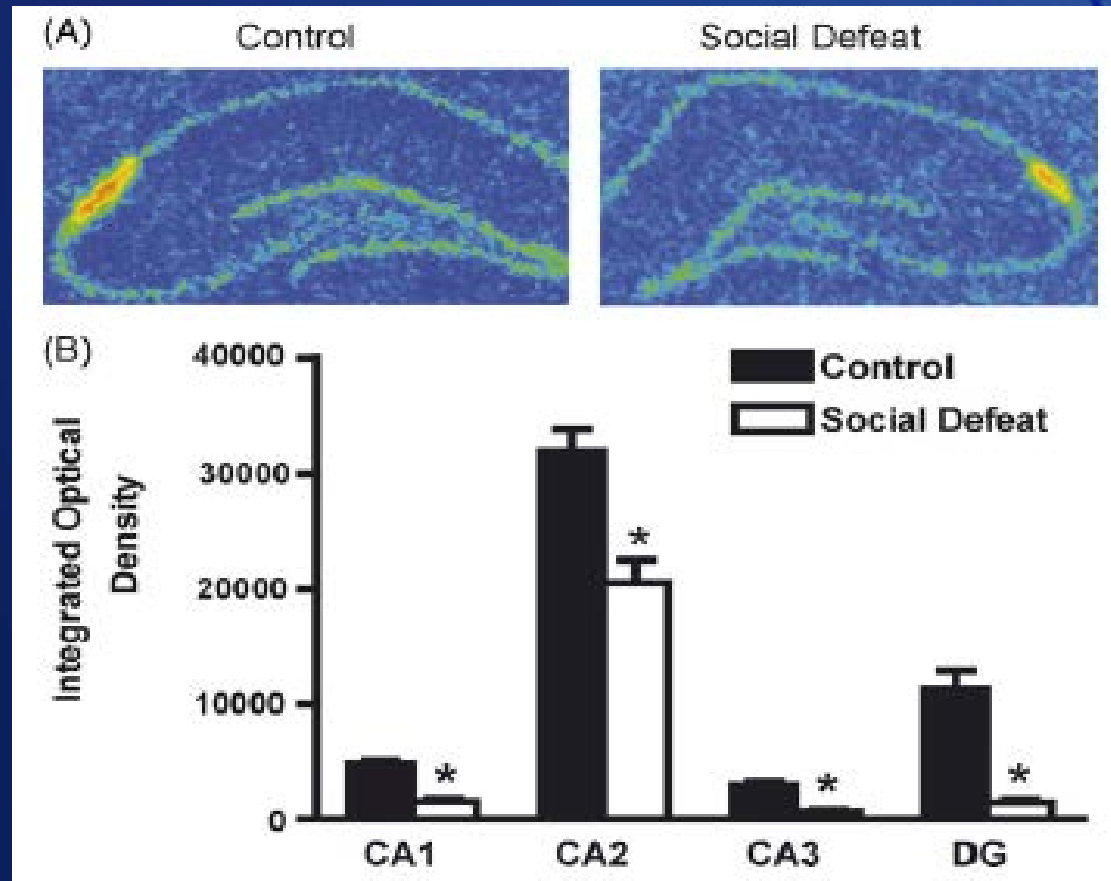 (A) Control Social Defeat
(B)
Integrated Optical
Density
40000
30000
20000
10000
0
Control
Social Defeat
*
*
*
*
CA1 CA2 CA3 DG